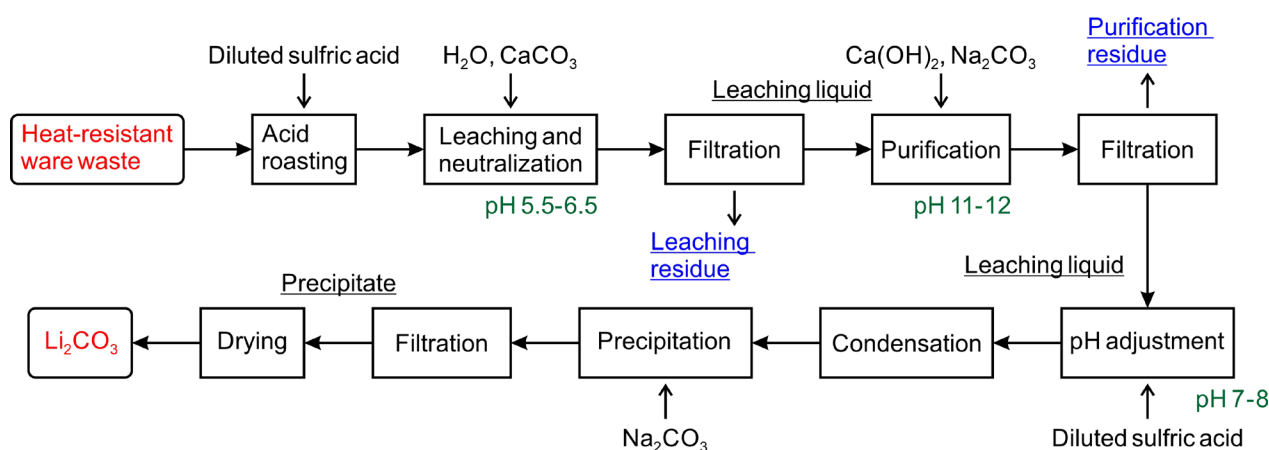 Diluted sulfric acid
H₂O, CaCO₃
Ca(OH)₂, Na₂CO₃
Purification
residue
Leaching liquid
Heat-resistant
ware waste
Acid
roasting
Leaching and
neutralization
Filtration
Purification
Filtration
pH 5.5-6.5
pH 11-12
Leaching
residue
Leaching liquid
Precipitate
Li₂CO₃
Drying
Filtration
Precipitation
Condensation
pH adjustment
pH 7-8
Na₂CO₃
Diluted sulfric acid